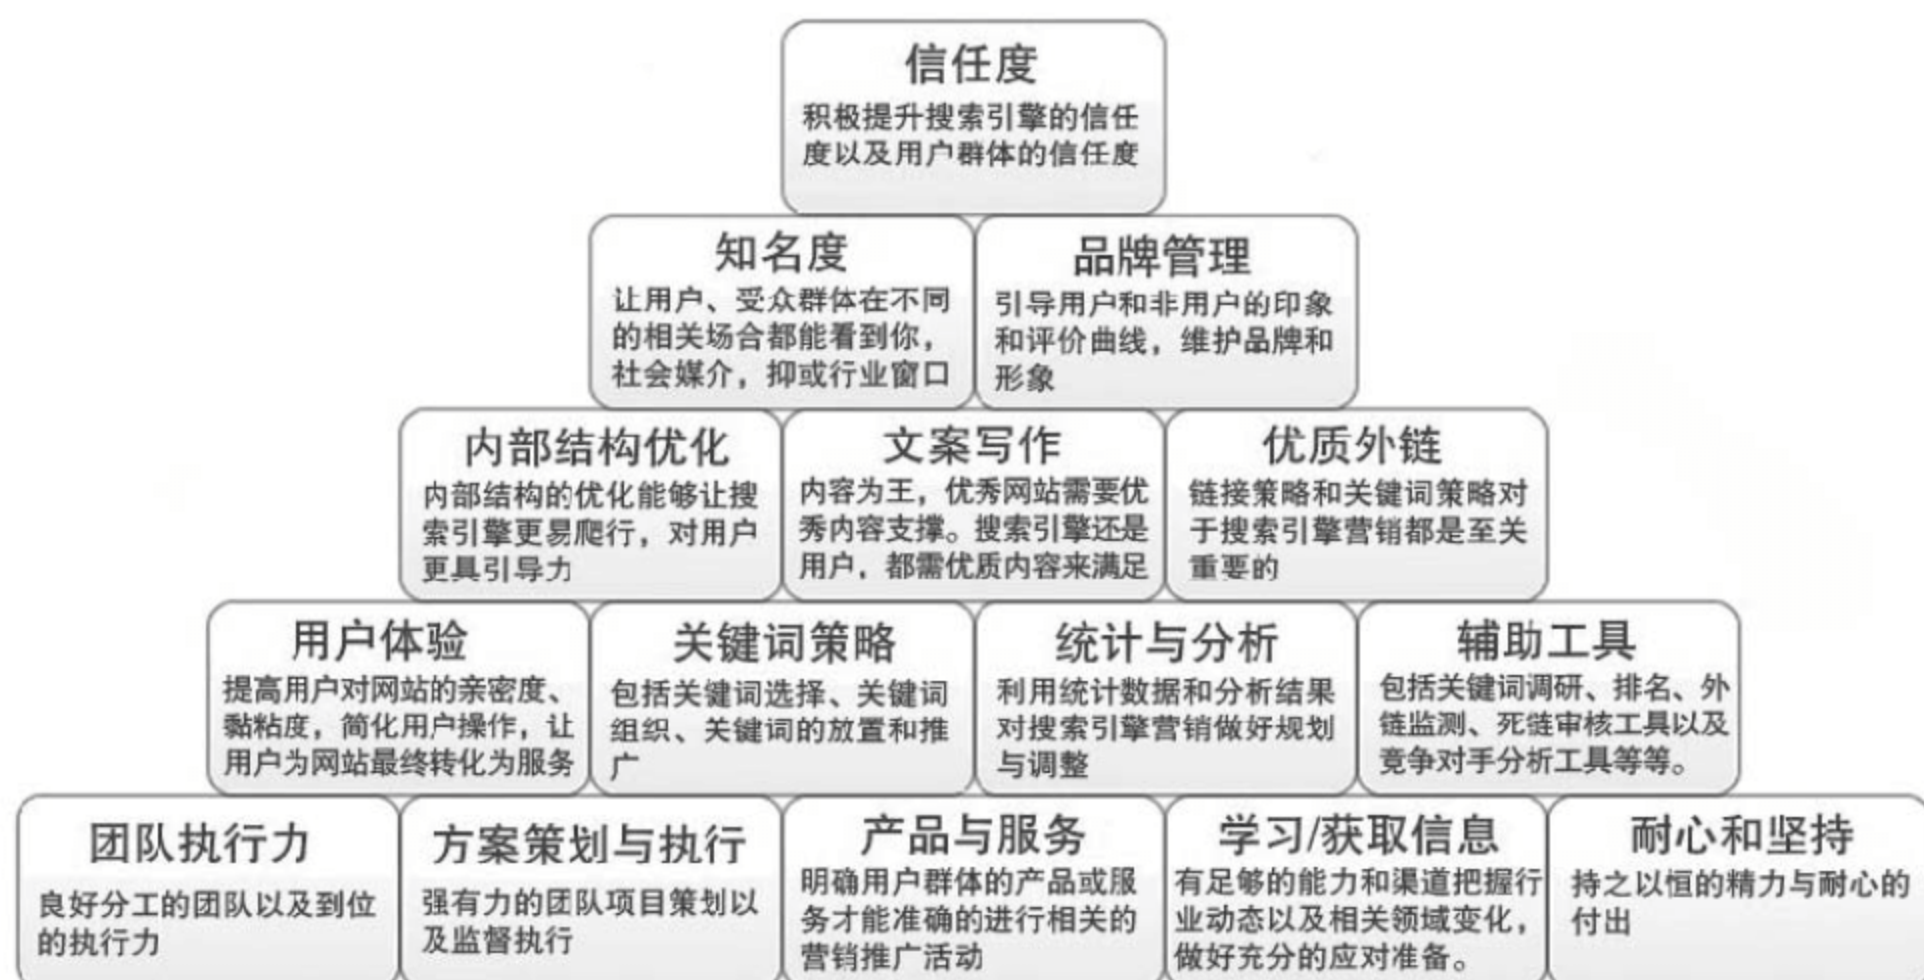 信任度
积极提升搜索引擎的信任
度以及用户群体的信任度
知名度
让用户、受众群体在不同
的相关场合都能看到你，
社会媒介，抑或行业窗口
品牌管理
引导用户和非用户的印象
和评价曲线，维护品牌和
形象
内部结构优化
内部结构的优化能够让搜
索引擎更易爬行，对用户
更具引导力
文案写作
内容为王，优秀网站需要优
秀内容支撑。搜索引擎还是
用户，都需优质内容来满足
优质外链
链接策略和关键词策略对
于搜索引擎营销都是至关
重要的
用户体验
提高用户对网站的亲密度、
黏粘度，简化用户操作，让
用户为网站最终转化为服务
关键词策略
包括关键词选择、关键词
组织、关键词的放置和推
广
统计与分析
利用统计数据和分析结果
对搜索引擎营销做好规划
与调整
辅助工具
包括关键词调研、排名、外
链监测、死链审核工具以及
竞争对手分析工具等等。
团队执行力
良好分工的团队以及到位
的执行力
方案策划与执行
强有力的团队项目策划以
及监督执行
产品与服务
明确用户群体的产品或服
务才能准确的进行相关的
营销推广活动
学习/获取信息
有足够的能力和渠道把握行
业动态以及相关领域变化，
做好充分的应对准备。
耐心和坚持
持之以恒的精力与耐心的
付出